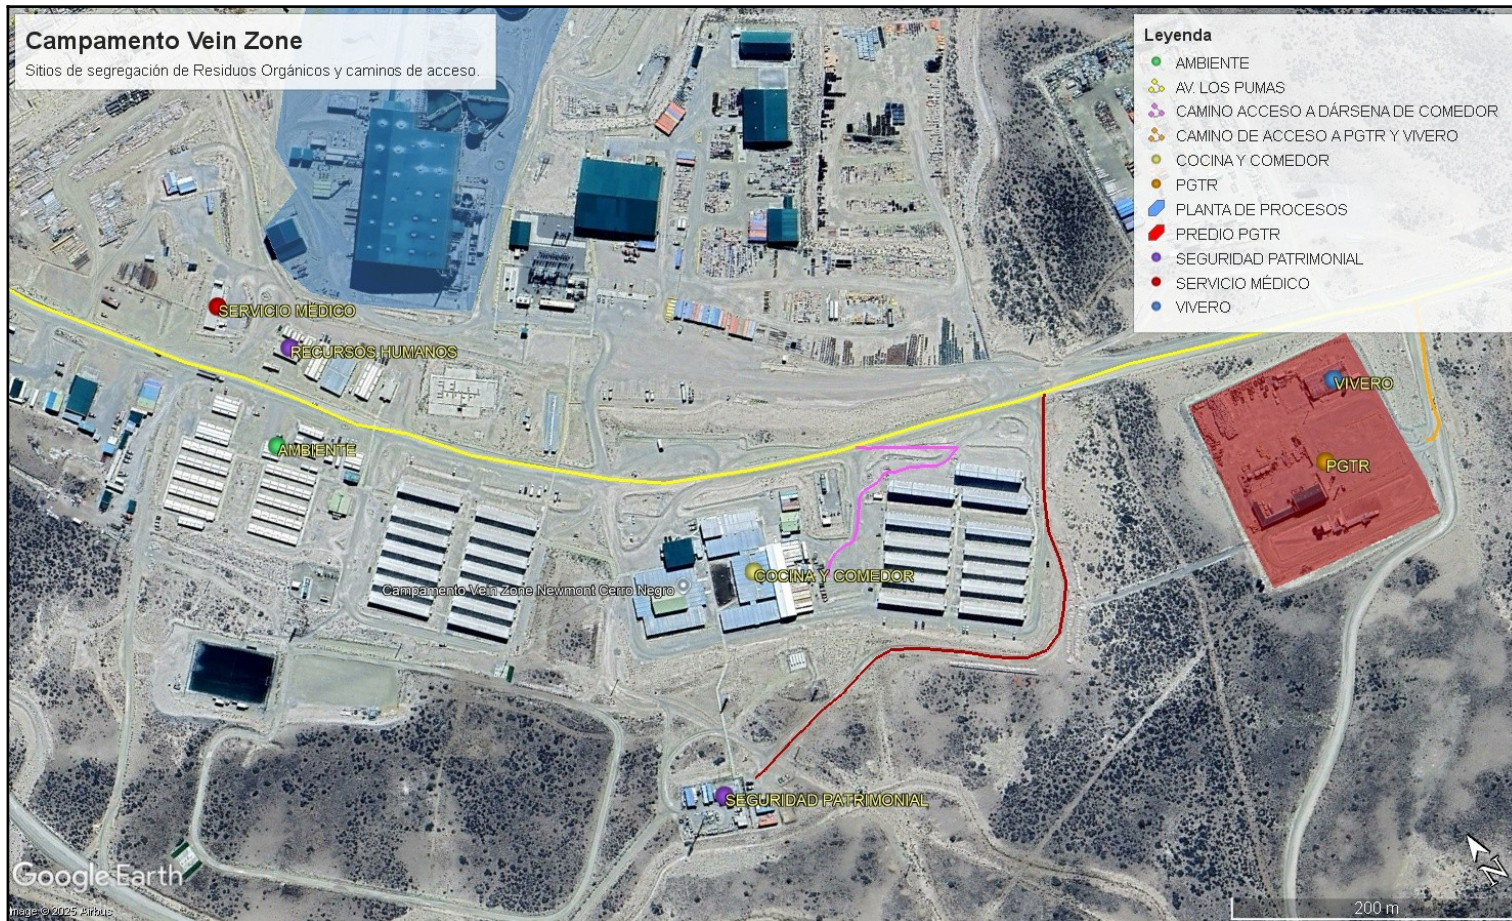 Campamento Vein Zone
Sitios de segregación de Residuos Orgánicos y caminos de acceso.
Leyenda
AMBIENTE
AV. LOS PUMAS
CAMINO ACCESO A DÁRSENA DE COMEDOR
CAMINO DE ACCESO A PGTR Y VIVERO
COCINA Y COMEDOR
PGTR
PLANTA DE PROCESOS
PREDIO PGTR
SEGURIDAD PATRIMONIAL
SERVICIO MÉDICO
VIVERO
SERVICIO MÉDICO
RECURSOS HUMANOS
VIVERO
AMBIENTE
PGTR
COCINA Y COMEDOR
Campamento Vein Zone Newmont Cerro Negro
SEGURIDAD PATRIMONIAL
Google Earth
Image © 2025 Airbus
N
200 m